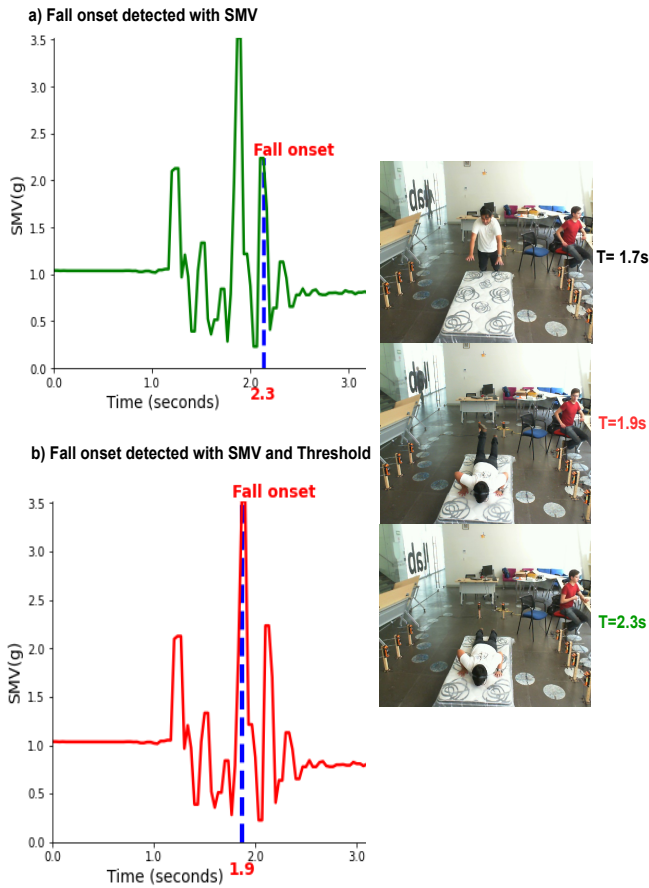 a) Fall onset detected with SMV
3.5
3.0
2.5
2.0
1.5
1.0
0.5
0.0
SMV(g)
Fall onset
0.0 1.0 2.0 3.0
2.3
Time (seconds)
T= 1.7s
T=1.9s
T=2.3s
b) Fall onset detected with SMV and Threshold
3.5
3.0
2.5
2.0
1.5
1.0
0.5
0.0
SMV(g)
Fall onset
0.0 1.0 2.0 3.0
1.9
Time (seconds)